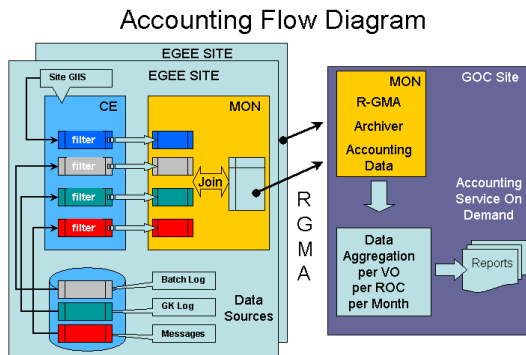 Accounting Flow Diagram
EGEE SITE
EGEE SITE
Site GIIS
CE
MON
filter
filter
filter
filter
Join
Batch Log
GK Log
Messages
Data
Sources
R
G
M
A
GOC Site
MON
R-GMA
Archiver
Accounting
Data
Accounting
Service On
Demand
Data
Aggregation
per VO
per ROC
per Month
Reports